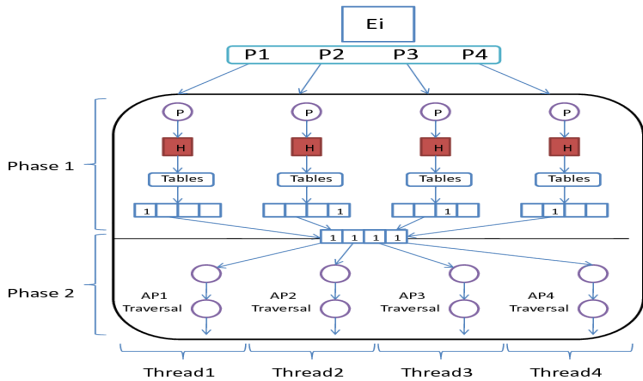 Ei
P1 P2 P3 P4
P P P P
H H H H
Phase 1
Tables Tables Tables Tables
1 1 1 1
1 1 1 1
Phase 2
AP1 AP2 AP3 AP4
Traversal Traversal Traversal Traversal
Thread1 Thread2 Thread3 Thread4